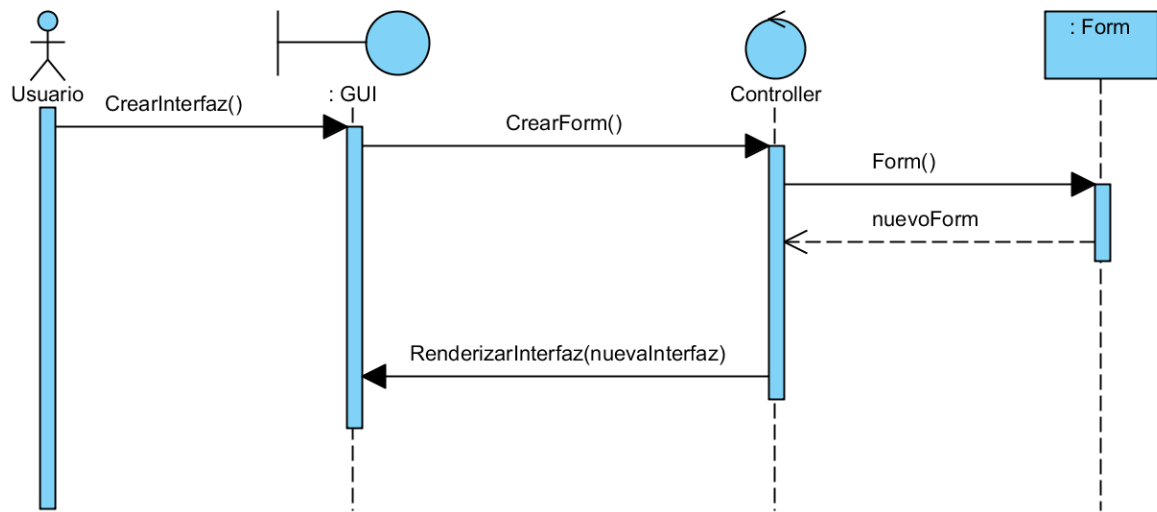 : Form
Usuario
: GUI
Controller
CrearInterfaz()
CrearForm()
Form()
nuevoForm
RenderizarInterfaz(nuevaInterfaz)